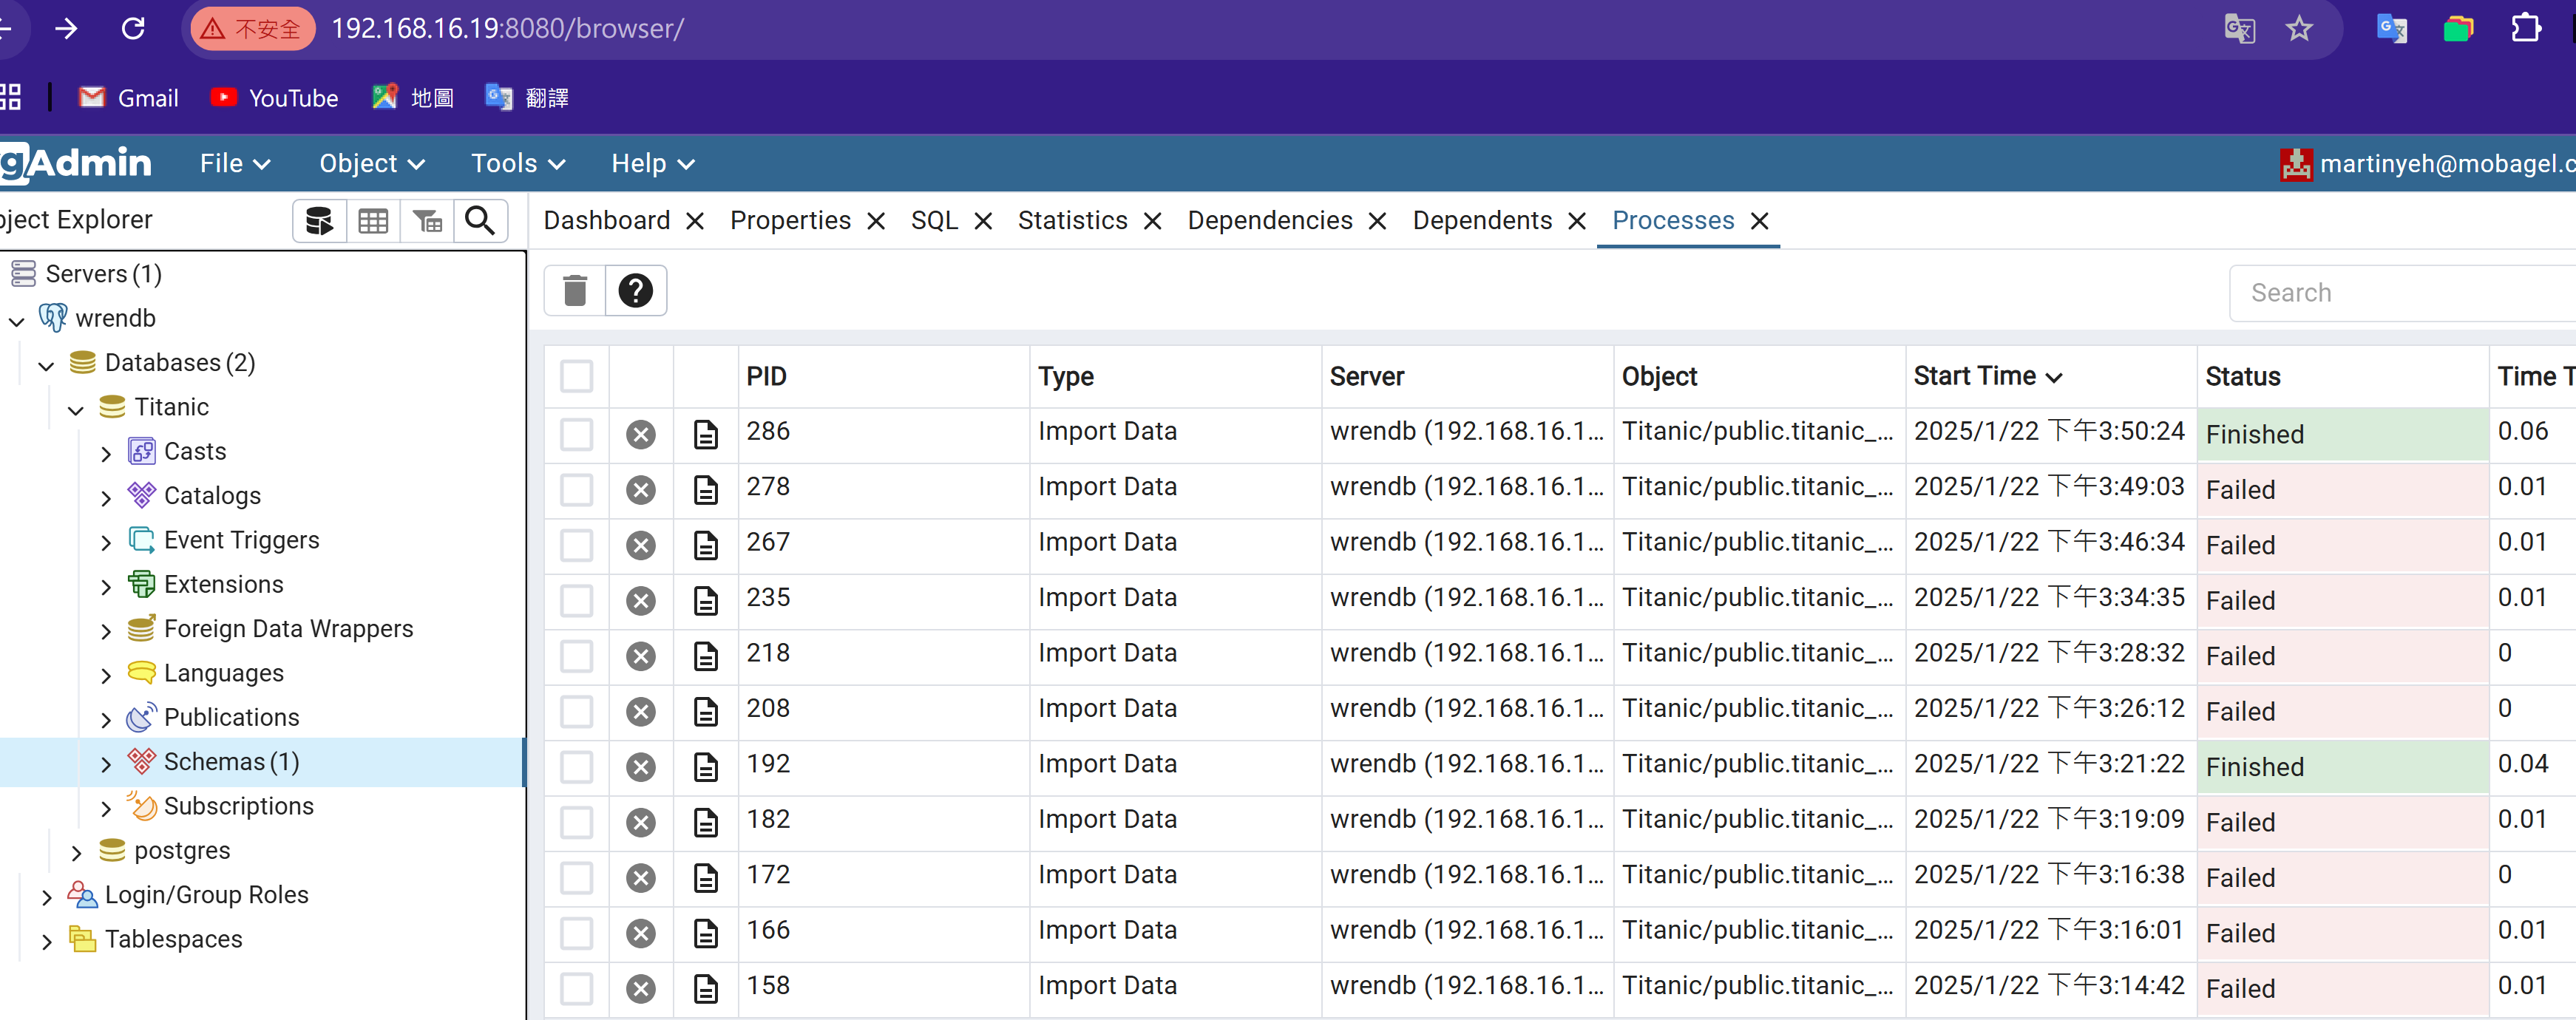 不安全 192.168.16.19:8080/browser/
Gmail YouTube 地圖 翻譯
gAdmin File Object Tools Help martinyeh@mobagel.c
bject Explorer Dashboard Properties SQL Statistics Dependencies Dependents Processes
Servers (1)
wrendb
Databases (2)
Titanic
Casts
Catalogs
Event Triggers
Extensions
Foreign Data Wrappers
Languages
Publications
Schemas (1)
Subscriptions
postgres
Login/Group Roles
Tablespaces
Search
PID Type Server Object Start Time Status Time T
286 Import Data wrendb (192.168.16.1... Titanic/public.titanic_... 2025/1/22 下午3:50:24 Finished 0.06
278 Import Data wrendb (192.168.16.1... Titanic/public.titanic_... 2025/1/22 下午3:49:03 Failed 0.01
267 Import Data wrendb (192.168.16.1... Titanic/public.titanic_... 2025/1/22 下午3:46:34 Failed 0.01
235 Import Data wrendb (192.168.16.1... Titanic/public.titanic_... 2025/1/22 下午3:34:35 Failed 0.01
218 Import Data wrendb (192.168.16.1... Titanic/public.titanic_... 2025/1/22 下午3:28:32 Failed 0
208 Import Data wrendb (192.168.16.1... Titanic/public.titanic_... 2025/1/22 下午3:26:12 Failed 0
192 Import Data wrendb (192.168.16.1... Titanic/public.titanic_... 2025/1/22 下午3:21:22 Finished 0.04
182 Import Data wrendb (192.168.16.1... Titanic/public.titanic_... 2025/1/22 下午3:19:09 Failed 0.01
172 Import Data wrendb (192.168.16.1... Titanic/public.titanic_... 2025/1/22 下午3:16:38 Failed 0
166 Import Data wrendb (192.168.16.1... Titanic/public.titanic_... 2025/1/22 下午3:16:01 Failed 0.01
158 Import Data wrendb (192.168.16.1... Titanic/public.titanic_... 2025/1/22 下午3:14:42 Failed 0.01